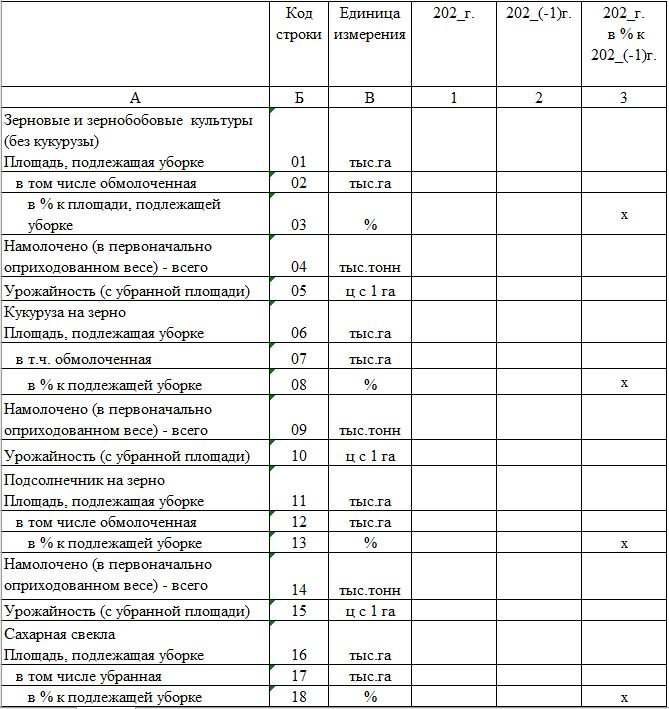 Код строки Единица измерения 202_г. 202_(-1)г. 202_г. в % к 202_(-1)г.
А Б В 1 2 3
Зерновые и зернобобовые культуры
(без кукурузы)
Площадь, подлежащая уборке 01 тыс.га
в том числе обмолоченная 02 тыс.га
в % к площади, подлежащей
уборке 03 % х
Намолочено (в первоначально
оприходованном весе) - всего 04 тыс.тонн
Урожайность (с убранной площади) 05 ц с 1 га
Кукуруза на зерно
Площадь, подлежащая уборке 06 тыс.га
в т.ч. обмолоченная 07 тыс.га
в % к подлежащей уборке 08 % х
Намолочено (в первоначально
оприходованном весе) - всего 09 тыс.тонн
Урожайность (с убранной площади) 10 ц с 1 га
Подсолнечник на зерно
Площадь, подлежащая уборке 11 тыс.га
в том числе обмолоченная 12 тыс.га
в % к подлежащей уборке 13 % х
Намолочено (в первоначально
оприходованном весе) - всего 14 тыс.тонн
Урожайность (с убранной площади) 15 ц с 1 га
Сахарная свекла
Площадь, подлежащая уборке 16 тыс.га
в том числе убранная 17 тыс.га
в % к подлежащей уборке 18 % х